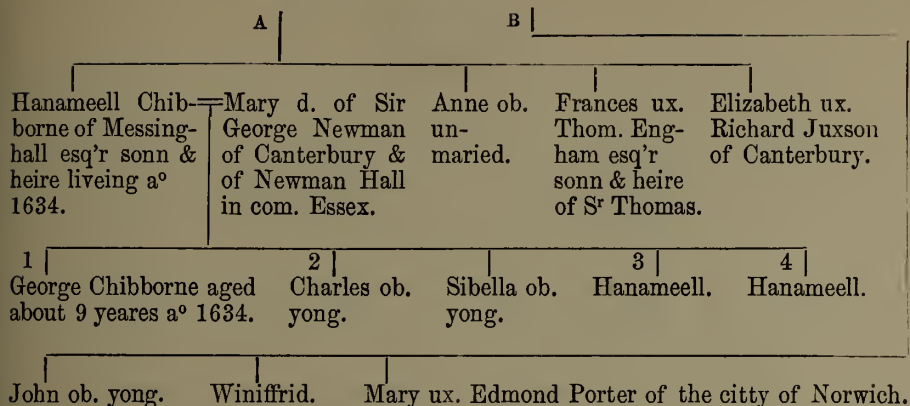 A B
Hanameell Chib-
borne of Messing-
hall esq'r sonn &
heire liveing aº
1634.
Mary d. of Sir
George Newman
of Canterbury &
of Newman Hall
in com. Essex.
Anne ob.
un-
maried.
Frances ux.
Thom. Eng-
ham esq'r
sonn & heire
of Sʳ Thomas.
Elizabeth ux.
Richard Juxson
of Canterbury.
1
George Chibborne aged
about 9 yeares aº 1634.
2
Charles ob.
yong.
Sibella ob.
yong.
3
Hanameell.
4
Hanameell.
John ob. yong.
Winiffrid.
Mary ux. Edmond Porter of the citty of Norwich.